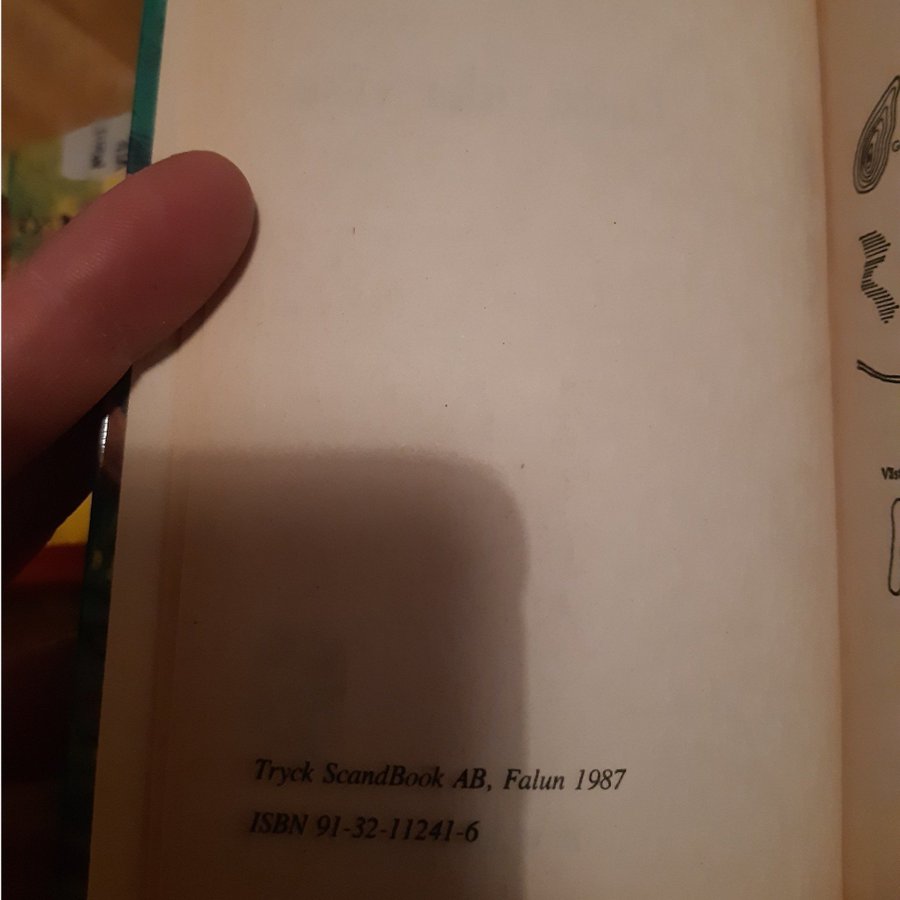 Tryck ScandBook AB, Falun 1987
ISBN 91-32-11241-6